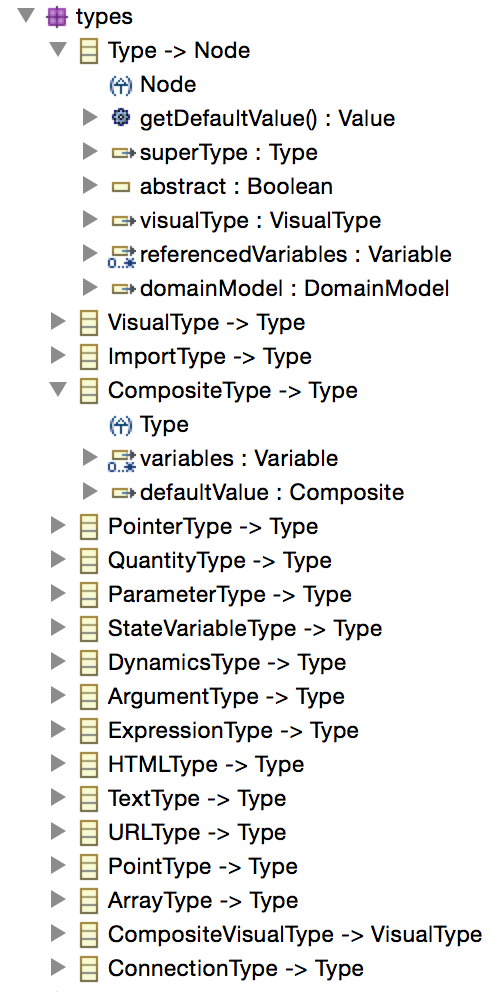 types
Type -> Node
Node
getDefaultValue() : Value
superType : Type
abstract : Boolean
visualType : VisualType
0..* referencedVariables : Variable
domainModel : DomainModel
VisualType -> Type
ImportType -> Type
CompositeType -> Type
Type
0..* variables : Variable
defaultValue : Composite
PointerType -> Type
QuantityType -> Type
ParameterType -> Type
StateVariableType -> Type
DynamicsType -> Type
ArgumentType -> Type
ExpressionType -> Type
HTMLType -> Type
TextType -> Type
URLType -> Type
PointType -> Type
ArrayType -> Type
CompositeVisualType -> VisualType
ConnectionType -> Type